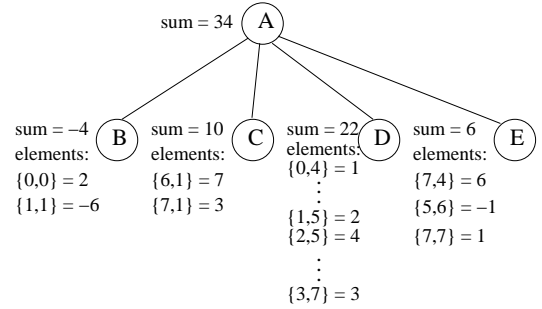 sum = 34 A
sum = –4 B
elements:
{0,0} = 2
{1,1} = –6
sum = 10 C
elements:
{6,1} = 7
{7,1} = 3
sum = 22 D
elements:
{0,4} = 1
⋮
{1,5} = 2
{2,5} = 4
⋮
{3,7} = 3
sum = 6 E
elements:
{7,4} = 6
{5,6} = –1
{7,7} = 1